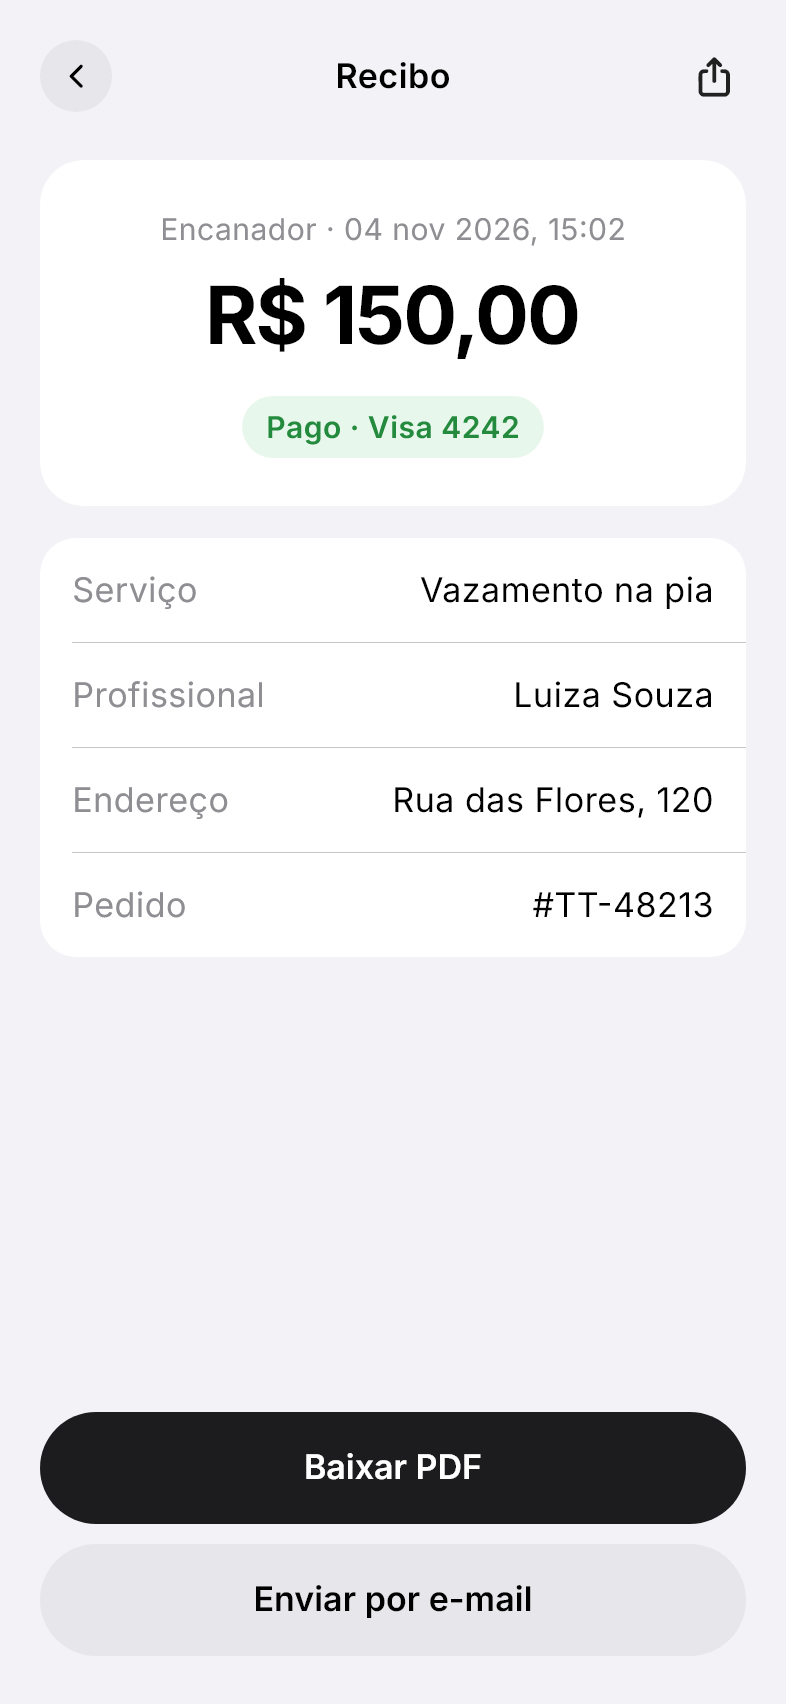 Recibo
Encanador · 04 nov 2026, 15:02
R$ 150,00
Pago · Visa 4242
Serviço Vazamento na pia
Profissional Luiza Souza
Endereço Rua das Flores, 120
Pedido #TT-48213
Baixar PDF
Enviar por e-mail